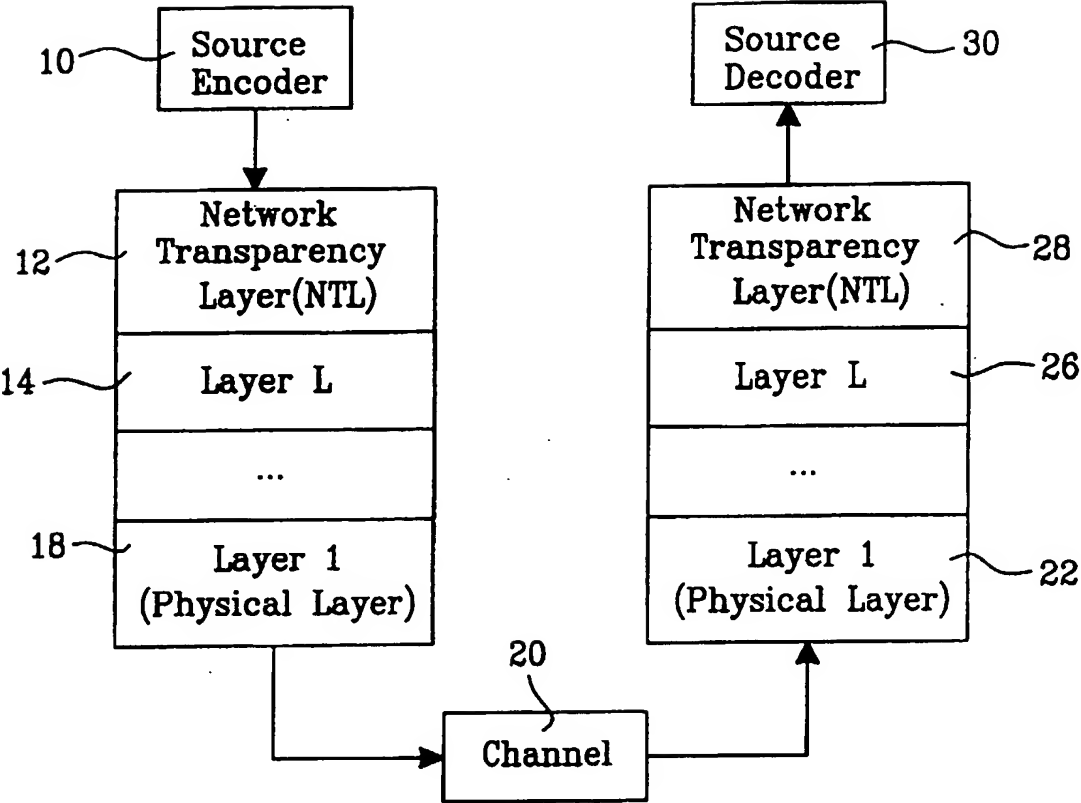 10
Source
Encoder
Network
Transparency
Layer(NTL)
12
14
Layer L
...
18
Layer 1
(Physical Layer)
20
Channel
Source
Decoder
30
Network
Transparency
Layer(NTL)
28
Layer L
26
...
Layer 1
(Physical Layer)
22